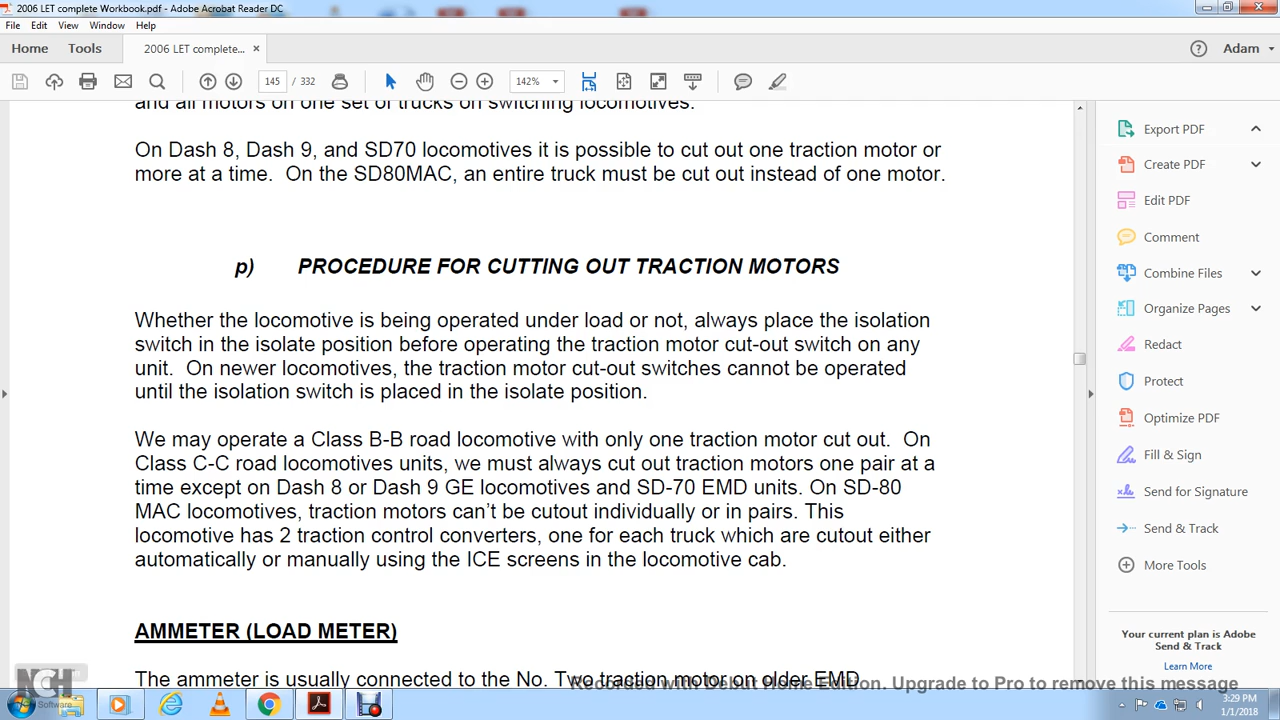 2006 LET complete Workbook.pdf - Adobe Acrobat Reader DC
File Edit View Window Help
Home Tools 2006 LET complete... × Adam
145 / 332 142%
and all motors on one set of trucks on switching locomotives.
On Dash 8, Dash 9, and SD70 locomotives it is possible to cut out one traction motor or
more at a time. On the SD80MAC, an entire truck must be cut out instead of one motor.
p) PROCEDURE FOR CUTTING OUT TRACTION MOTORS
Whether the locomotive is being operated under load or not, always place the isolation
switch in the isolate position before operating the traction motor cut-out switch on any
unit. On newer locomotives, the traction motor cut-out switches cannot be operated
until the isolation switch is placed in the isolate position.
We may operate a Class B-B road locomotive with only one traction motor cut out. On
Class C-C road locomotives units, we must always cut out traction motors one pair at a
time except on Dash 8 or Dash 9 GE locomotives and SD-70 EMD units. On SD-80
MAC locomotives, traction motors can't be cutout individually or in pairs. This
locomotive has 2 traction control converters, one for each truck which are cutout either
automatically or manually using the ICE screens in the locomotive cab.
AMMETER (LOAD METER)
The ammeter is usually connected to the No. Two traction motor on older EMD
Export PDF
Create PDF
Edit PDF
Comment
Combine Files
Organize Pages
Redact
Protect
Optimize PDF
Fill & Sign
Send for Signature
Send & Track
More Tools
Your current plan is Adobe
Send & Track
Learn More
Recorded with Debut Home Edition. Upgrade to Pro to remove this message
NCH
Software
3:29 PM
1/1/2018